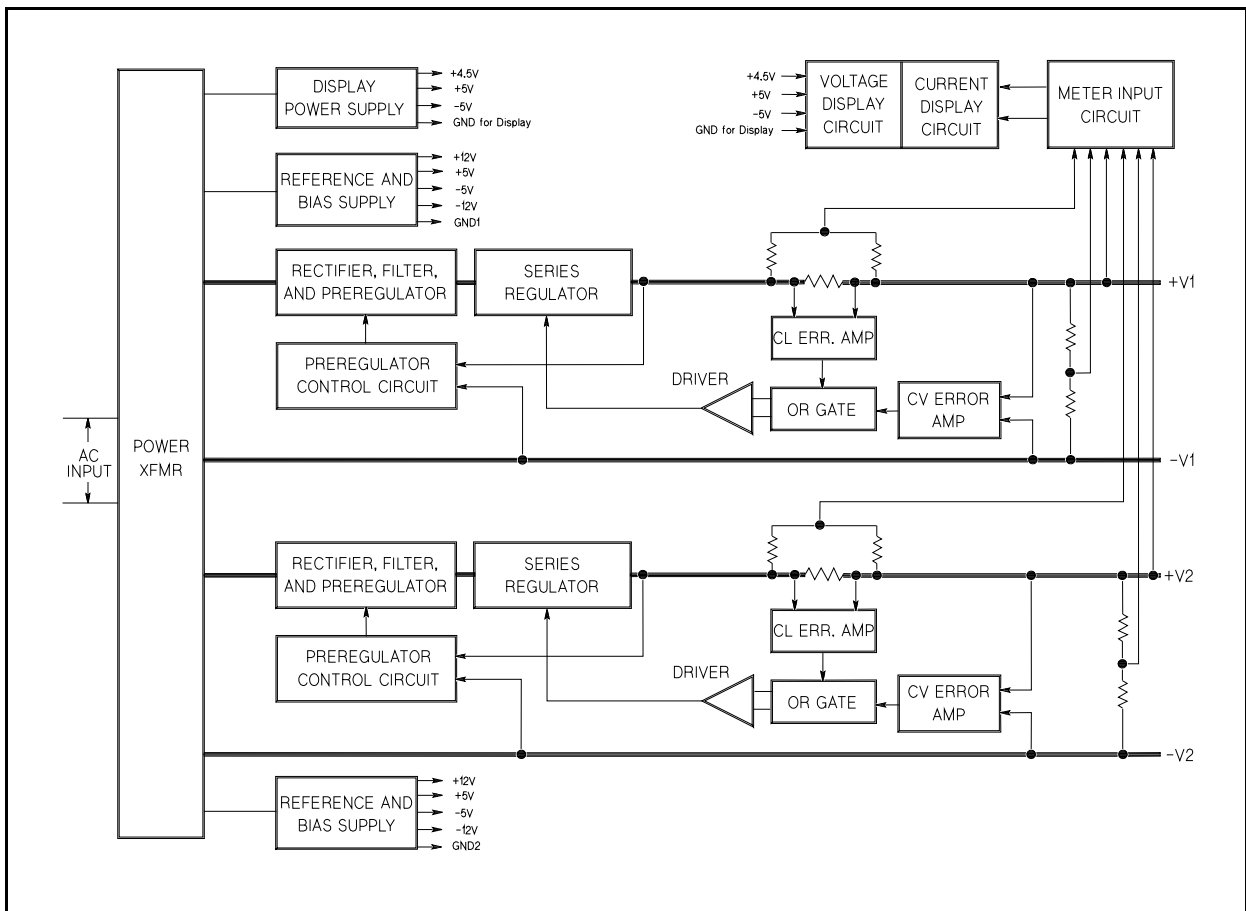 DISPLAY
POWER SUPPLY
+4.5V
+5V
-5V
GND for Display
+4.5V
+5V
-5V
GND for Display
VOLTAGE
DISPLAY
CIRCUIT
CURRENT
DISPLAY
CIRCUIT
METER INPUT
CIRCUIT
REFERENCE AND
BIAS SUPPLY
+12V
+5V
-5V
-12V
GND1
RECTIFIER, FILTER,
AND PREREGULATOR
SERIES
REGULATOR
+V1
CL ERR. AMP
PREREGULATOR
CONTROL CIRCUIT
DRIVER
OR GATE
CV ERROR
AMP
AC
INPUT
POWER
XFMR
-V1
RECTIFIER, FILTER,
AND PREREGULATOR
SERIES
REGULATOR
+V2
CL ERR. AMP
PREREGULATOR
CONTROL CIRCUIT
DRIVER
OR GATE
CV ERROR
AMP
-V2
REFERENCE AND
BIAS SUPPLY
+12V
+5V
-5V
-12V
GND2